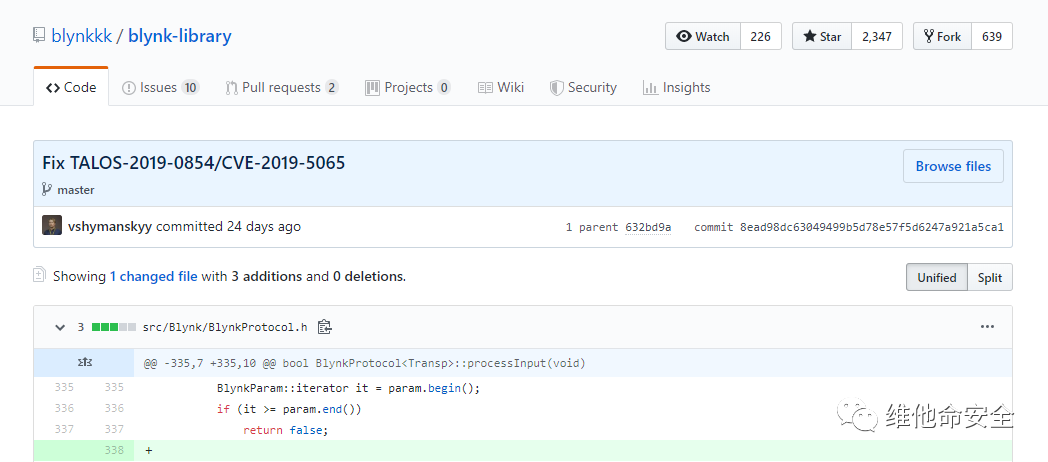 blynkkk / blynk-library
Watch 226 Star 2,347 Fork 639
Code Issues 10 Pull requests 2 Projects 0 Wiki Security Insights
Fix TALOS-2019-0854/CVE-2019-5065
Browse files
master
vshymanskyy committed 24 days ago 1 parent 632bd9a commit 8ead98dc63049499b5d78e57f5d6247a921a5ca1
Showing 1 changed file with 3 additions and 0 deletions.
Unified Split
3 src/Blynk/BlynkProtocol.h ...
@@ -335,7 +335,10 @@ bool BlynkProtocol<Transp>::processInput(void)
335 335 BlynkParam::iterator it = param.begin();
336 336 if (it >= param.end())
337 337 return false;
338 +
维他命安全